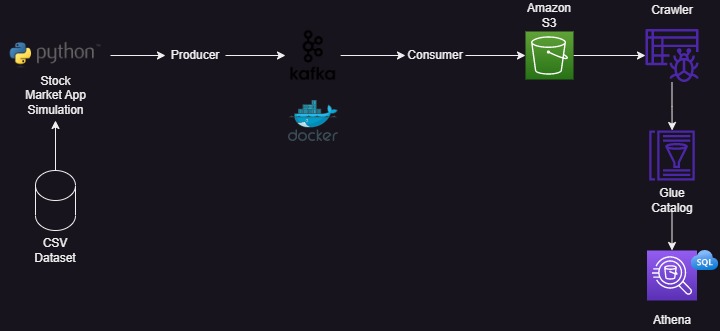 Amazon
S3
Crawler
python™
Producer
kafka
Consumer
Stock
Market App
Simulation
docker
Glue
Catalog
CSV
Dataset
SQL
Athena